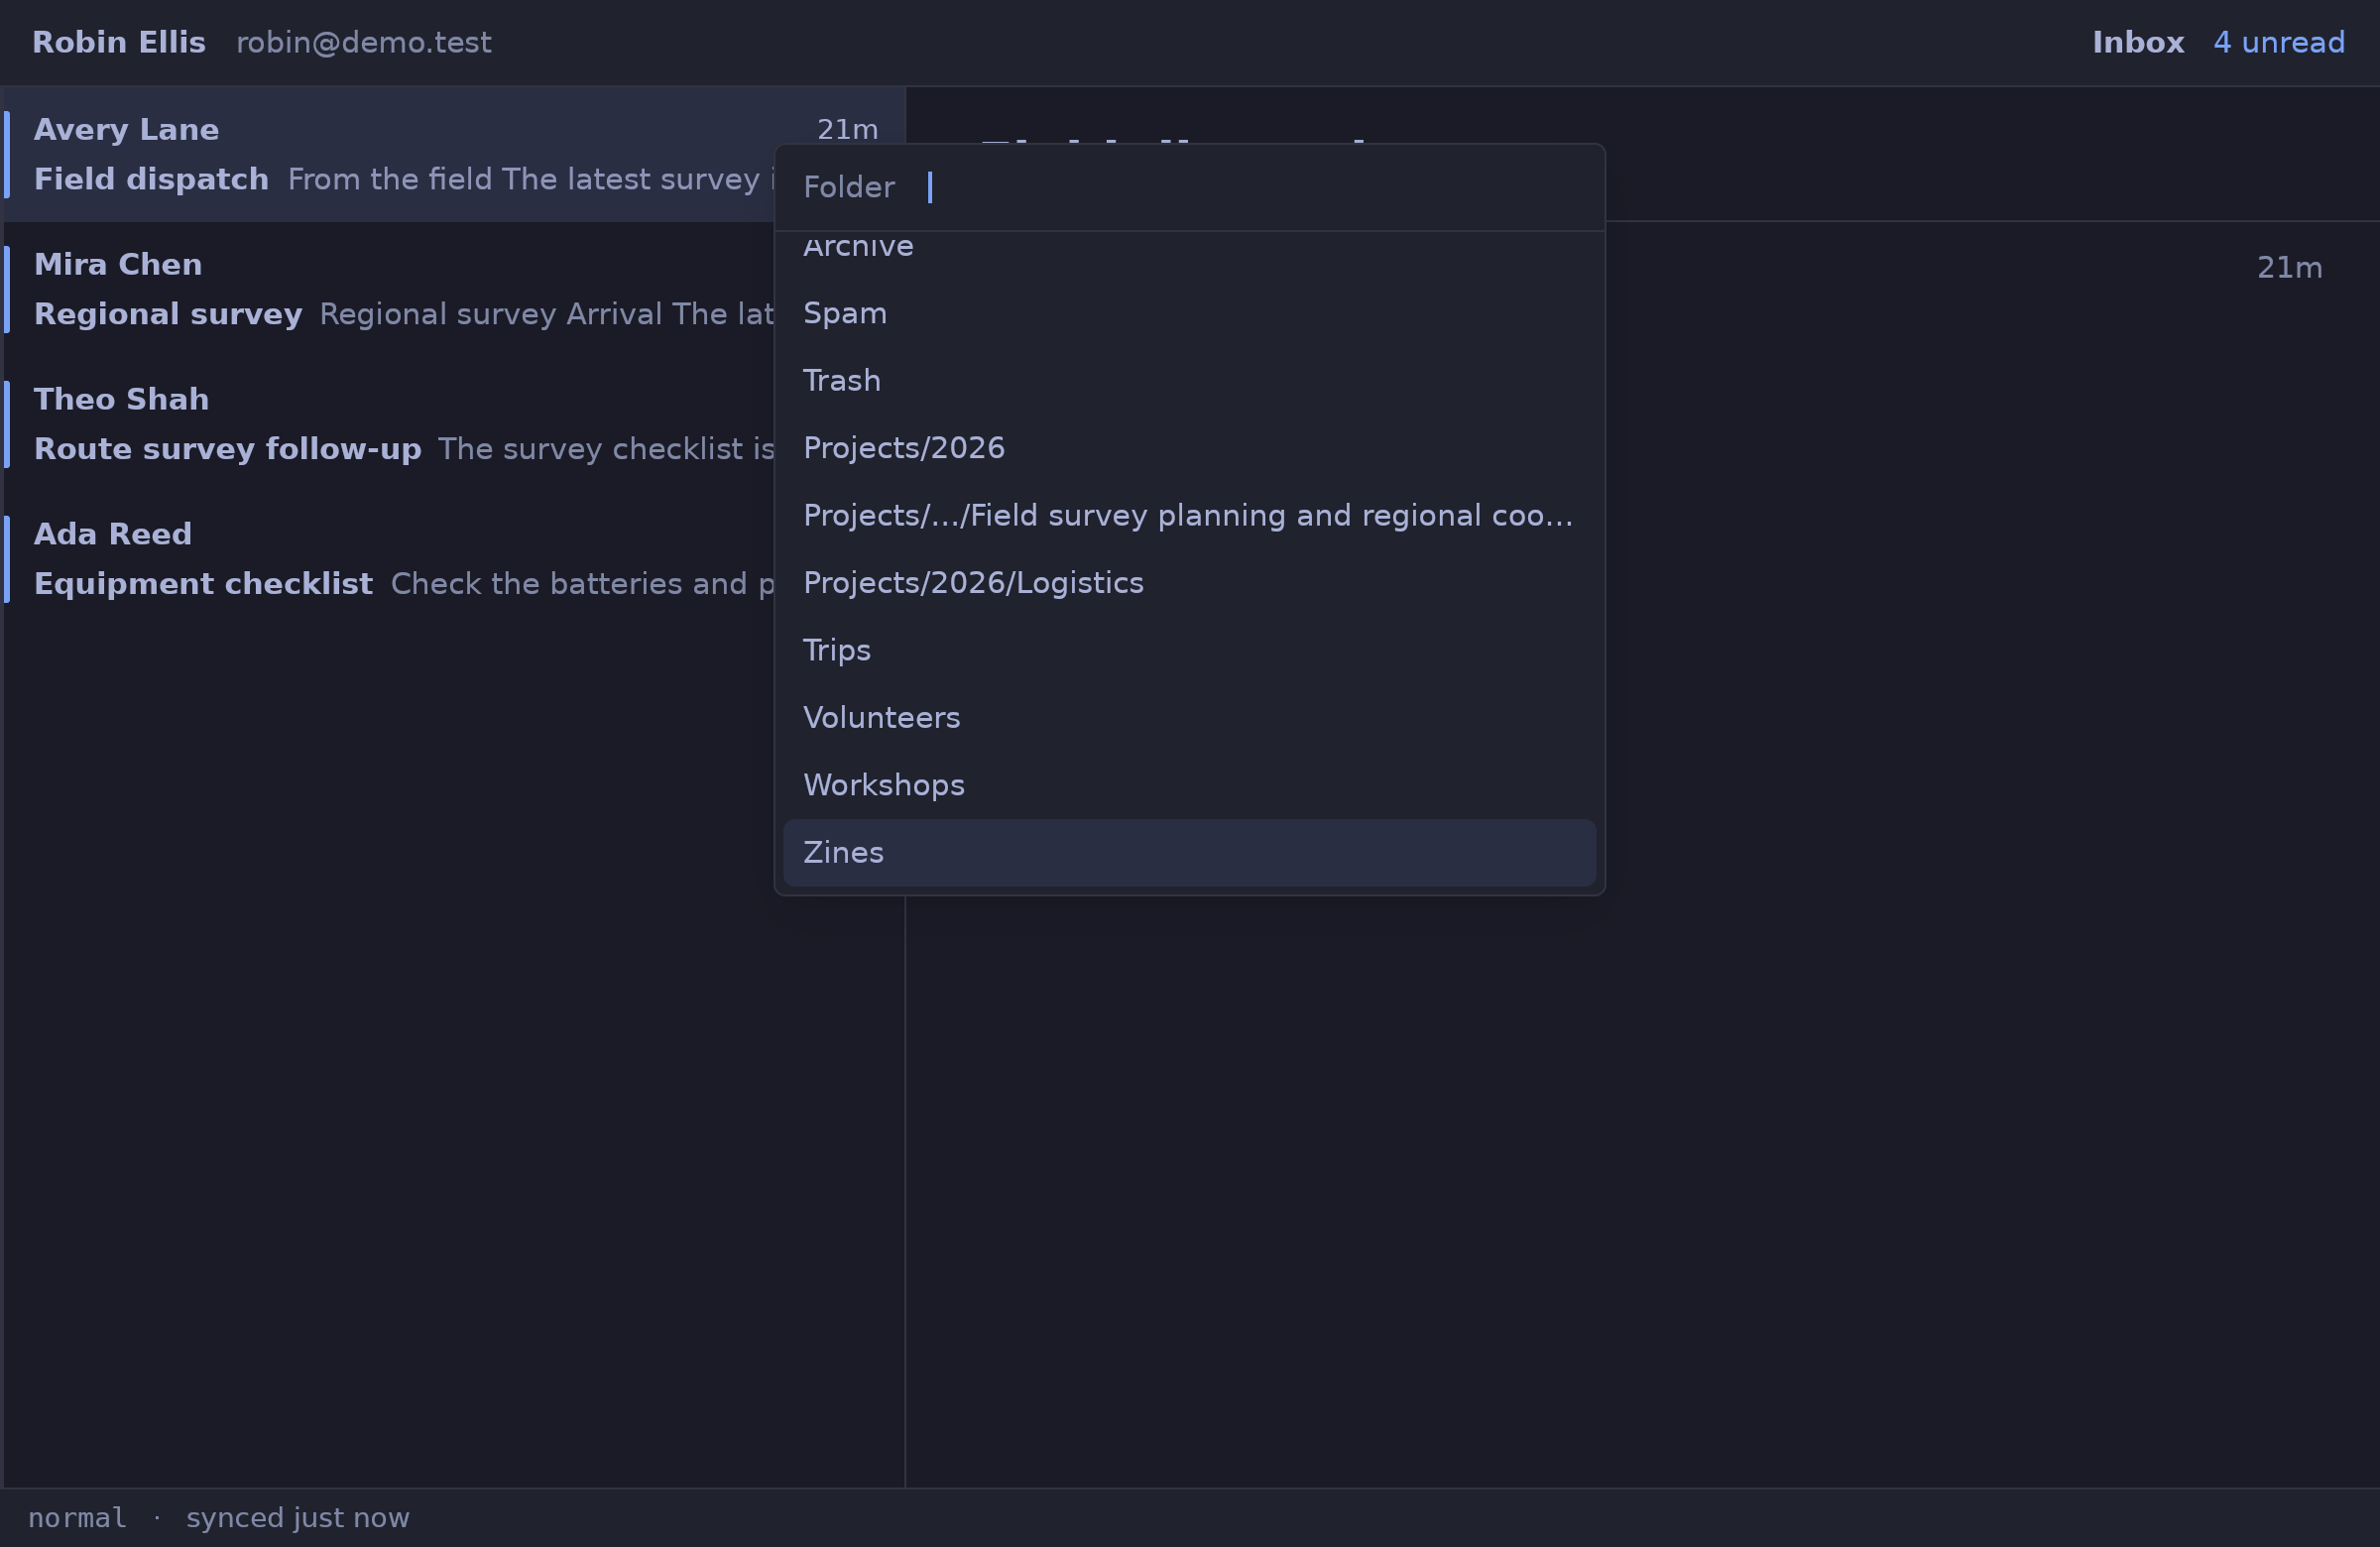 Robin Ellis robin@demo.test Inbox 4 unread
Avery Lane 21m
Field dispatch From the field The latest survey
Folder
Archive
Mira Chen 21m
Regional survey Regional survey Arrival The lat
Spam
Theo Shah
Trash
Route survey follow-up The survey checklist is
Projects/2026
Projects/.../Field survey planning and regional coo...
Ada Reed
Equipment checklist Check the batteries and p
Projects/2026/Logistics
Trips
Volunteers
Workshops
Zines
normal · synced just now